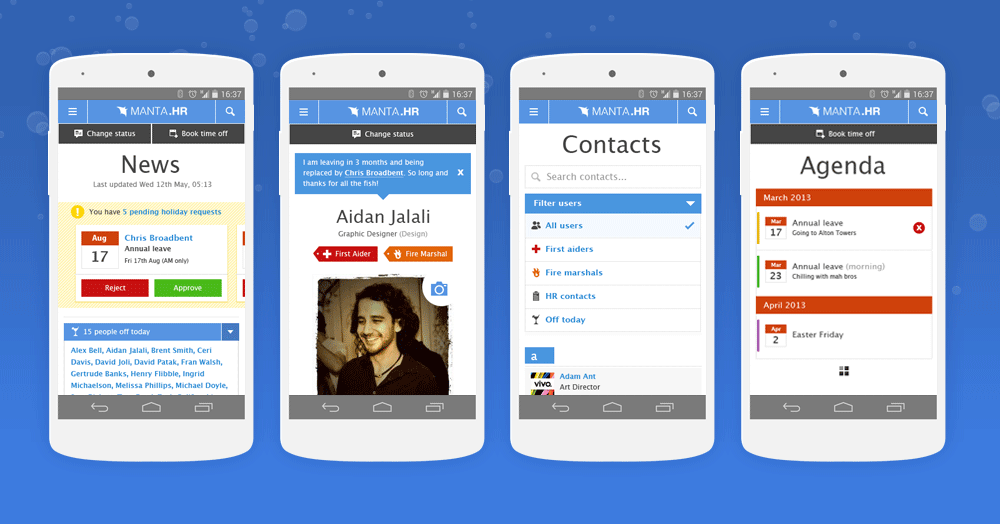 16:37
MANTA.HR
Change status
Book time off
News
Last updated Wed 12th May, 05:13
You have 5 pending holiday requests
Aug
17
Chris Broadbent
Annual leave
Fri 17th Aug (AM only)
Reject
Approve
15 people off today
Alex Bell, Aidan Jalali, Brent Smith, Ceri
Davis, David Joli, David Patak, Fran Walsh,
Gertrude Banks, Henry Flibble, Ingrid
Michaelson, Melissa Phillips, Michael Doyle,
16:37
MANTA.HR
Change status
I am leaving in 3 months and being
replaced by Chris Broadbent. So long and
thanks for all the fish!
Aidan Jalali
Graphic Designer (Design)
First Aider
Fire Marshal
16:37
MANTA.HR
Contacts
Search contacts...
Filter users
All users
First aiders
Fire marshals
HR contacts
Off today
a
vivo.
Adam Ant
Art Director
16:37
MANTA.HR
Book time off
Agenda
March 2013
Mar
17
Annual leave
Going to Alton Towers
Mar
23
Annual leave (morning)
Chilling with mah bros
April 2013
Apr
2
Easter Friday